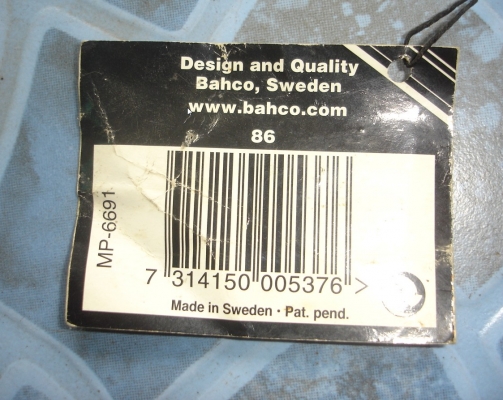 Design and Quality
Bahco, Sweden
www.bahco.com
86
MP-6691
7 314150 005376 >
Made in Sweden · Pat. pend.